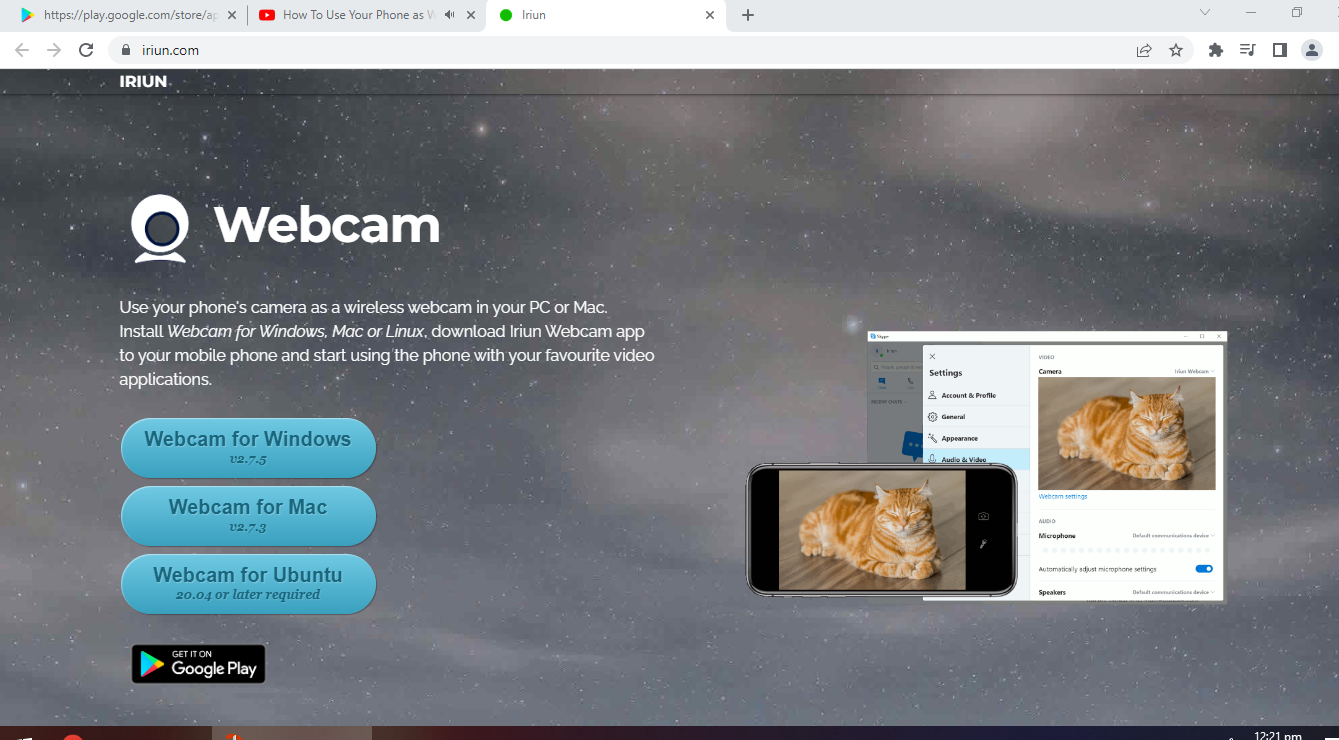 https://play.google.com/store/ap
How To Use Your Phone as W
Iriun
iriun.com
IRIUN
Webcam
Use your phone's camera as a wireless webcam in your PC or Mac.
Install Webcam for Windows, Mac or Linux, download Iriun Webcam app
to your mobile phone and start using the phone with your favourite video
applications.
Webcam for Windows
v2.7.5
Webcam for Mac
v2.7.3
Webcam for Ubuntu
20.04 or later required
GET IT ON
Google Play
Skype
Iriun
RECENT CHATS
Settings
Account & Profile
General
Appearance
Audio & Video
VIDEO
Camera
Iriun Webcam
Webcam settings
AUDIO
Microphone
Default communications device
Automatically adjust microphone settings
Speakers
Default communications device
12:21 pm